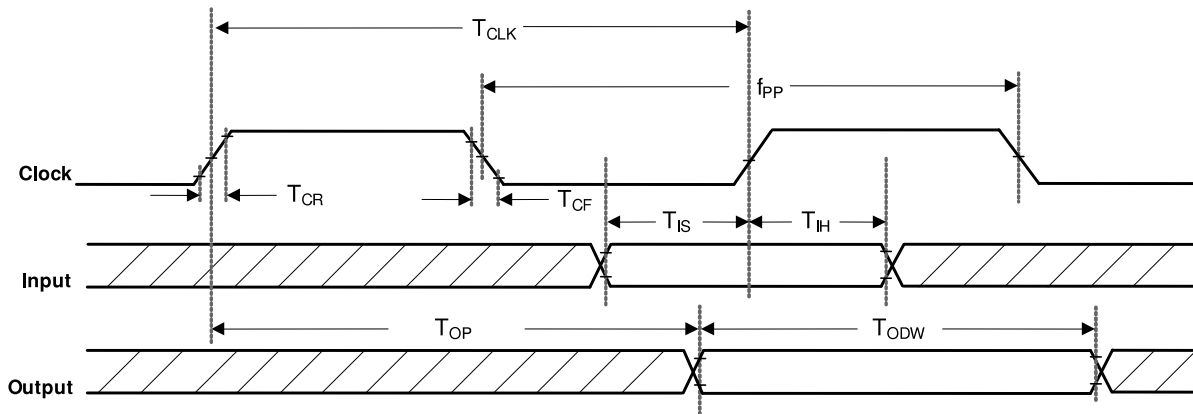 T_CLK
f_PP
Clock
T_CR
T_CF
T_IS
T_IH
Input
T_OP
T_ODW
Output